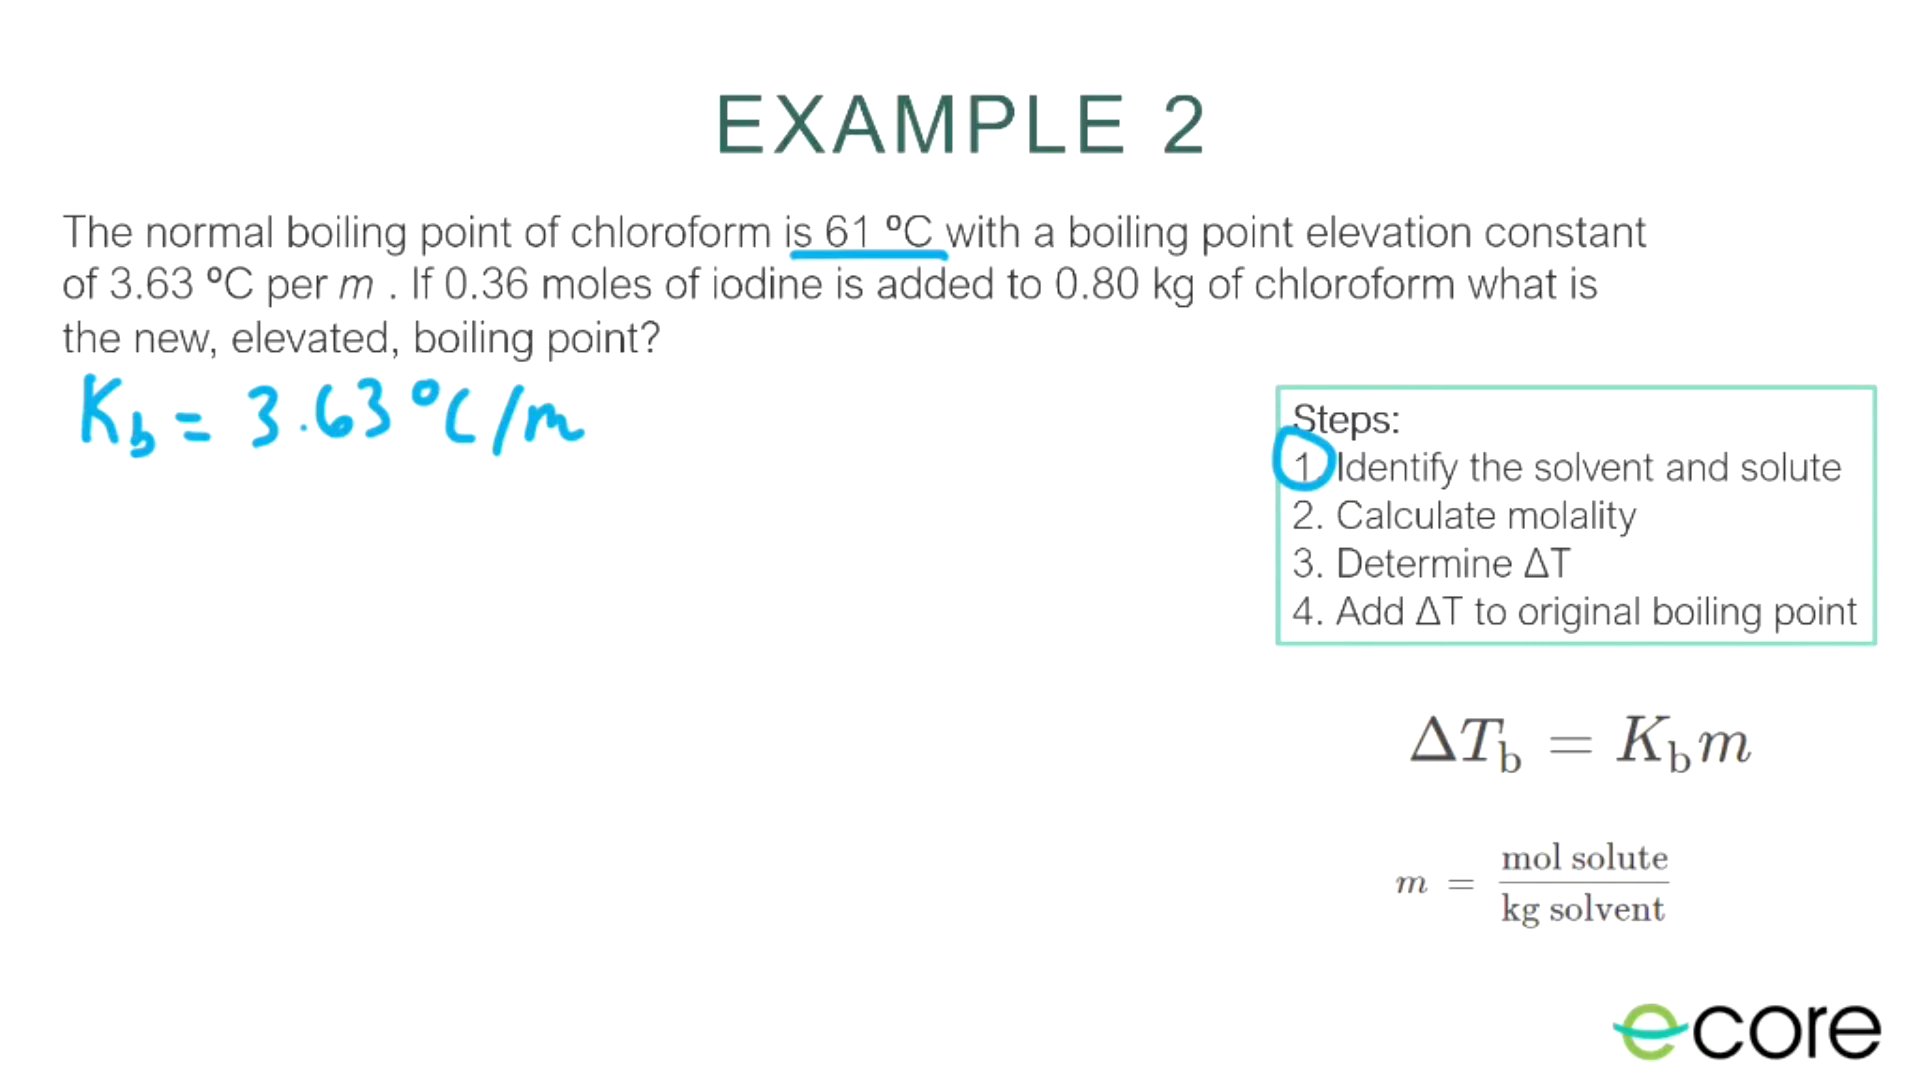 EXAMPLE 2
The normal boiling point of chloroform is 61 ºC with a boiling point elevation constant
of 3.63 ºC per m . If 0.36 moles of iodine is added to 0.80 kg of chloroform what is
the new, elevated, boiling point?
Kb = 3.63 °C/m
Steps:
1. Identify the solvent and solute
2. Calculate molality
3. Determine ΔT
4. Add ΔT to original boiling point
ΔTb = Kbm
m = mol solute
kg solvent
ecore